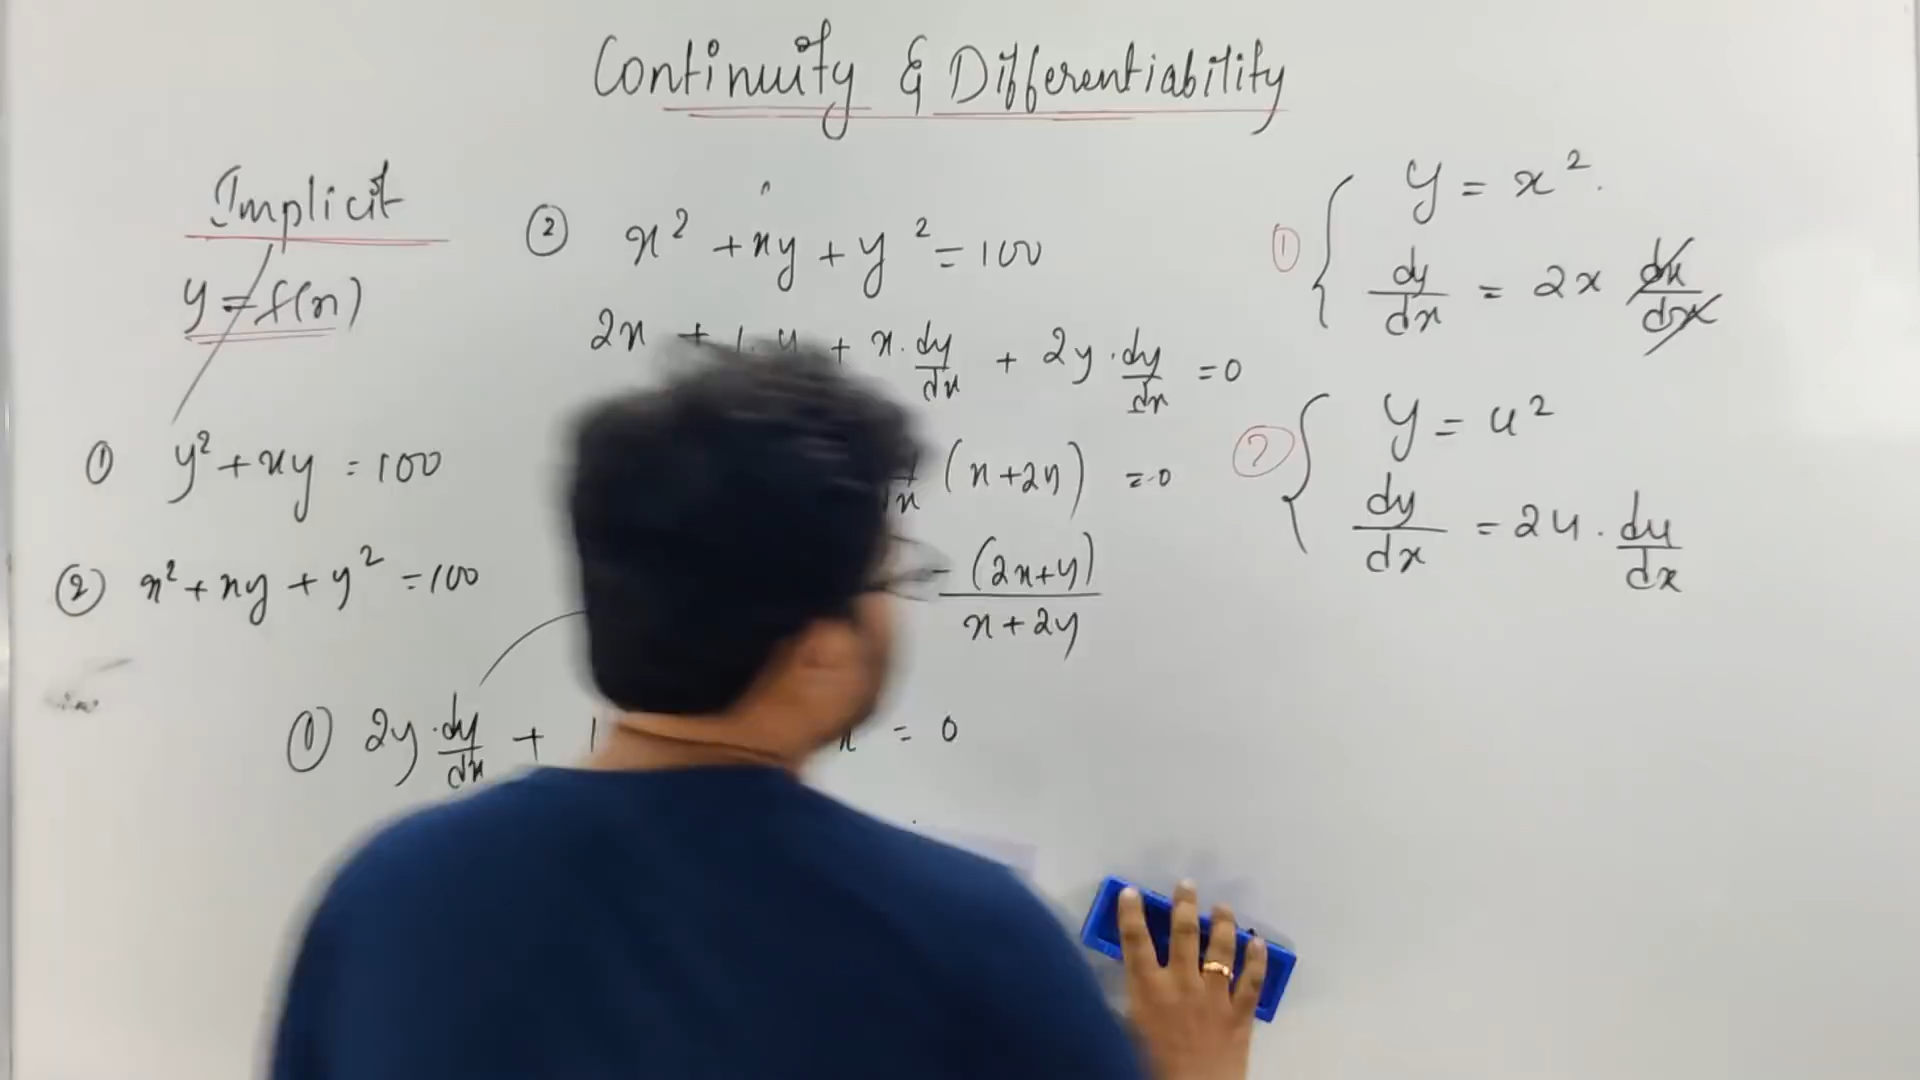 Continuity & Differentiability
Implicit
y = f(x)
① y² + xy = 100
② x² + xy + y² = 100
② x² + xy + y² = 100
2x + 1 . y + x . dy/dx + 2y . dy/dx = 0
(x + 2y) = 0
- (2x + y) / x + 2y
① 2y . dy/dx + 1 x = 0
① y = x².
dy/dx = 2x dx/dx
② y = u²
dy/dx = 2u . du/dx